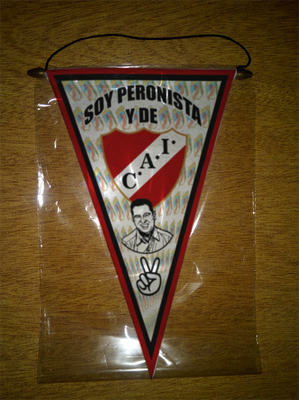 SOY PERONISTA
Y DE
C.A.I.